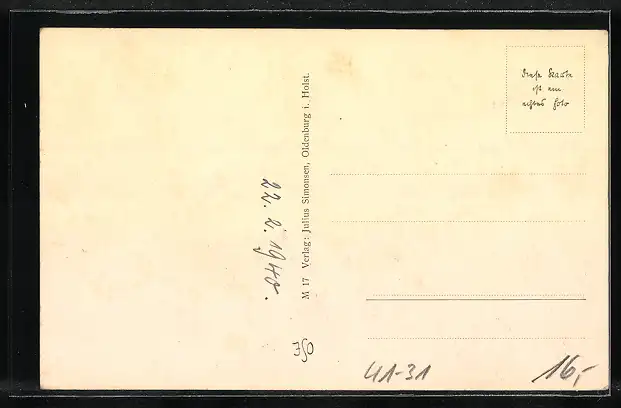 Diese Karte
ist ein
echtes Foto
M 17 Verlag: Julius Simonsen, Oldenburg i. Holst.
22. 2. 1940.
41-31
16,-